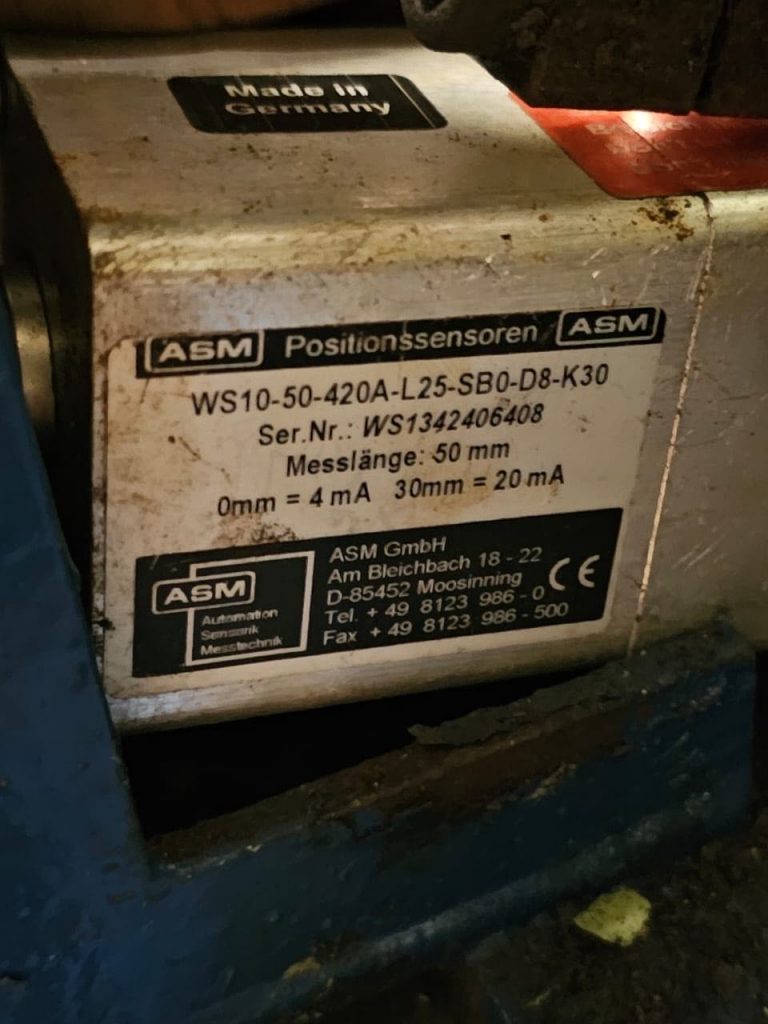 Made in
Germany
ASM Positionssensoren ASM
WS10-50-420A-L25-SB0-D8-K30
Ser.Nr.: WS1342406408
Messlänge: 50 mm
0mm = 4 mA 30mm = 20 mA
ASM
Automation
Sensorik
Messtechnik
ASM GmbH
Am Bleichbach 18 - 22
D-85452 Moosinning
Tel. + 49 8123 986 - 0
Fax + 49 8123 986 - 500
CE